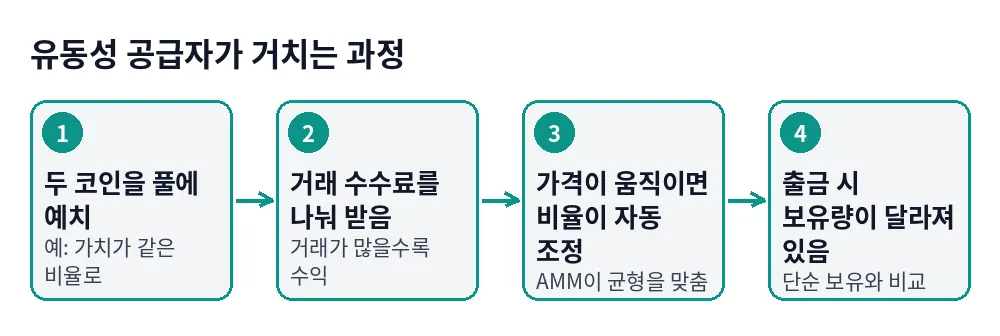 유동성 공급자가 거치는 과정
1
두 코인을 풀에
예치
예: 가치가 같은
비율로
2
거래 수수료를
나눠 받음
거래가 많을수록
수익
3
가격이 움직이면
비율이 자동
조정
AMM이 균형을 맞춤
4
출금 시
보유량이 달라져
있음
단순 보유와 비교